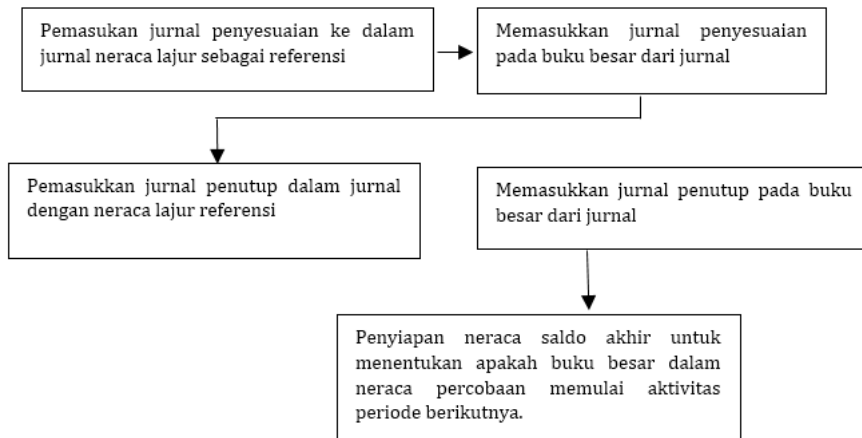 Pemasukan jurnal penyesuaian ke dalam
jurnal neraca lajur sebagai referensi
Memasukkan jurnal penyesuaian
pada buku besar dari jurnal
Pemasukkan jurnal penutup dalam jurnal
dengan neraca lajur referensi
Memasukkan jurnal penutup pada buku
besar dari jurnal
Penyiapan neraca saldo akhir untuk
menentukan apakah buku besar dalam
neraca percobaan memulai aktivitas
periode berikutnya.